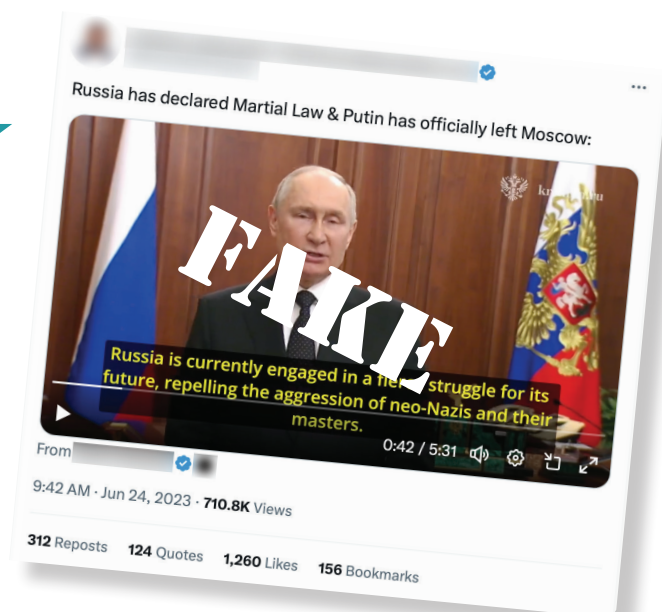 Russia has declared Martial Law & Putin has officially left Moscow:
FAKE
Russia is currently engaged in a struggle for its
future, repelling the aggression of neo-Nazis and their
masters.
0:42 / 5:31
From
9:42 AM · Jun 24, 2023 · 710.8K Views
312 Reposts 124 Quotes 1,260 Likes 156 Bookmarks